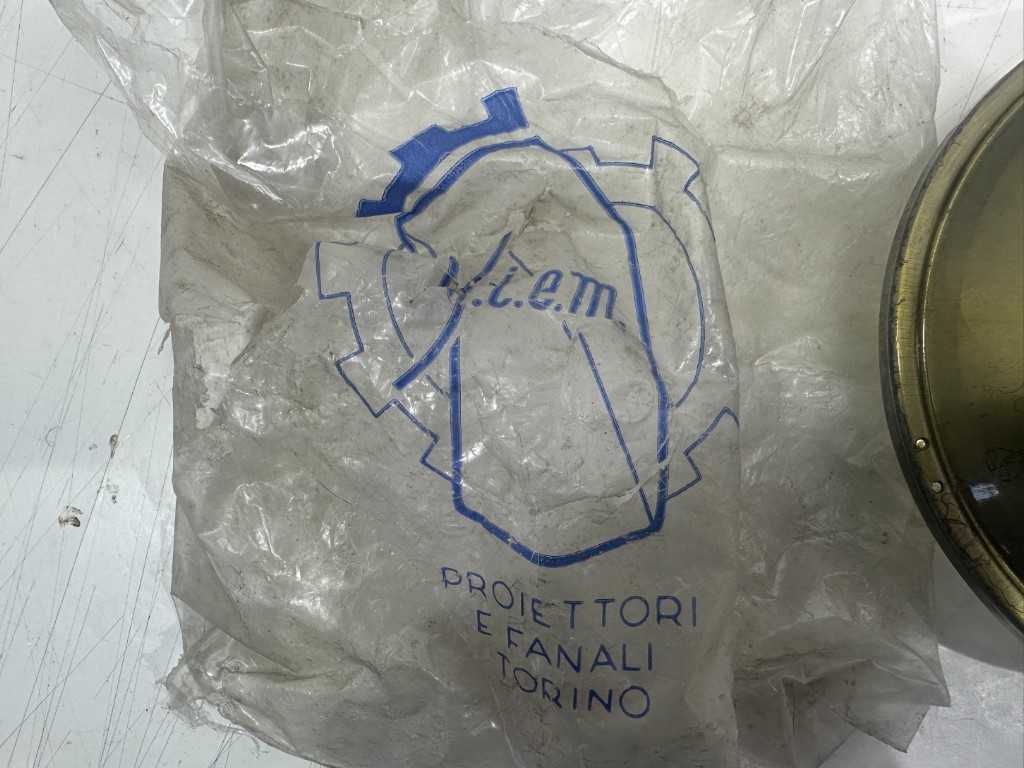 V.i.e.m
PROIETTORI
E FANALI
TORINO